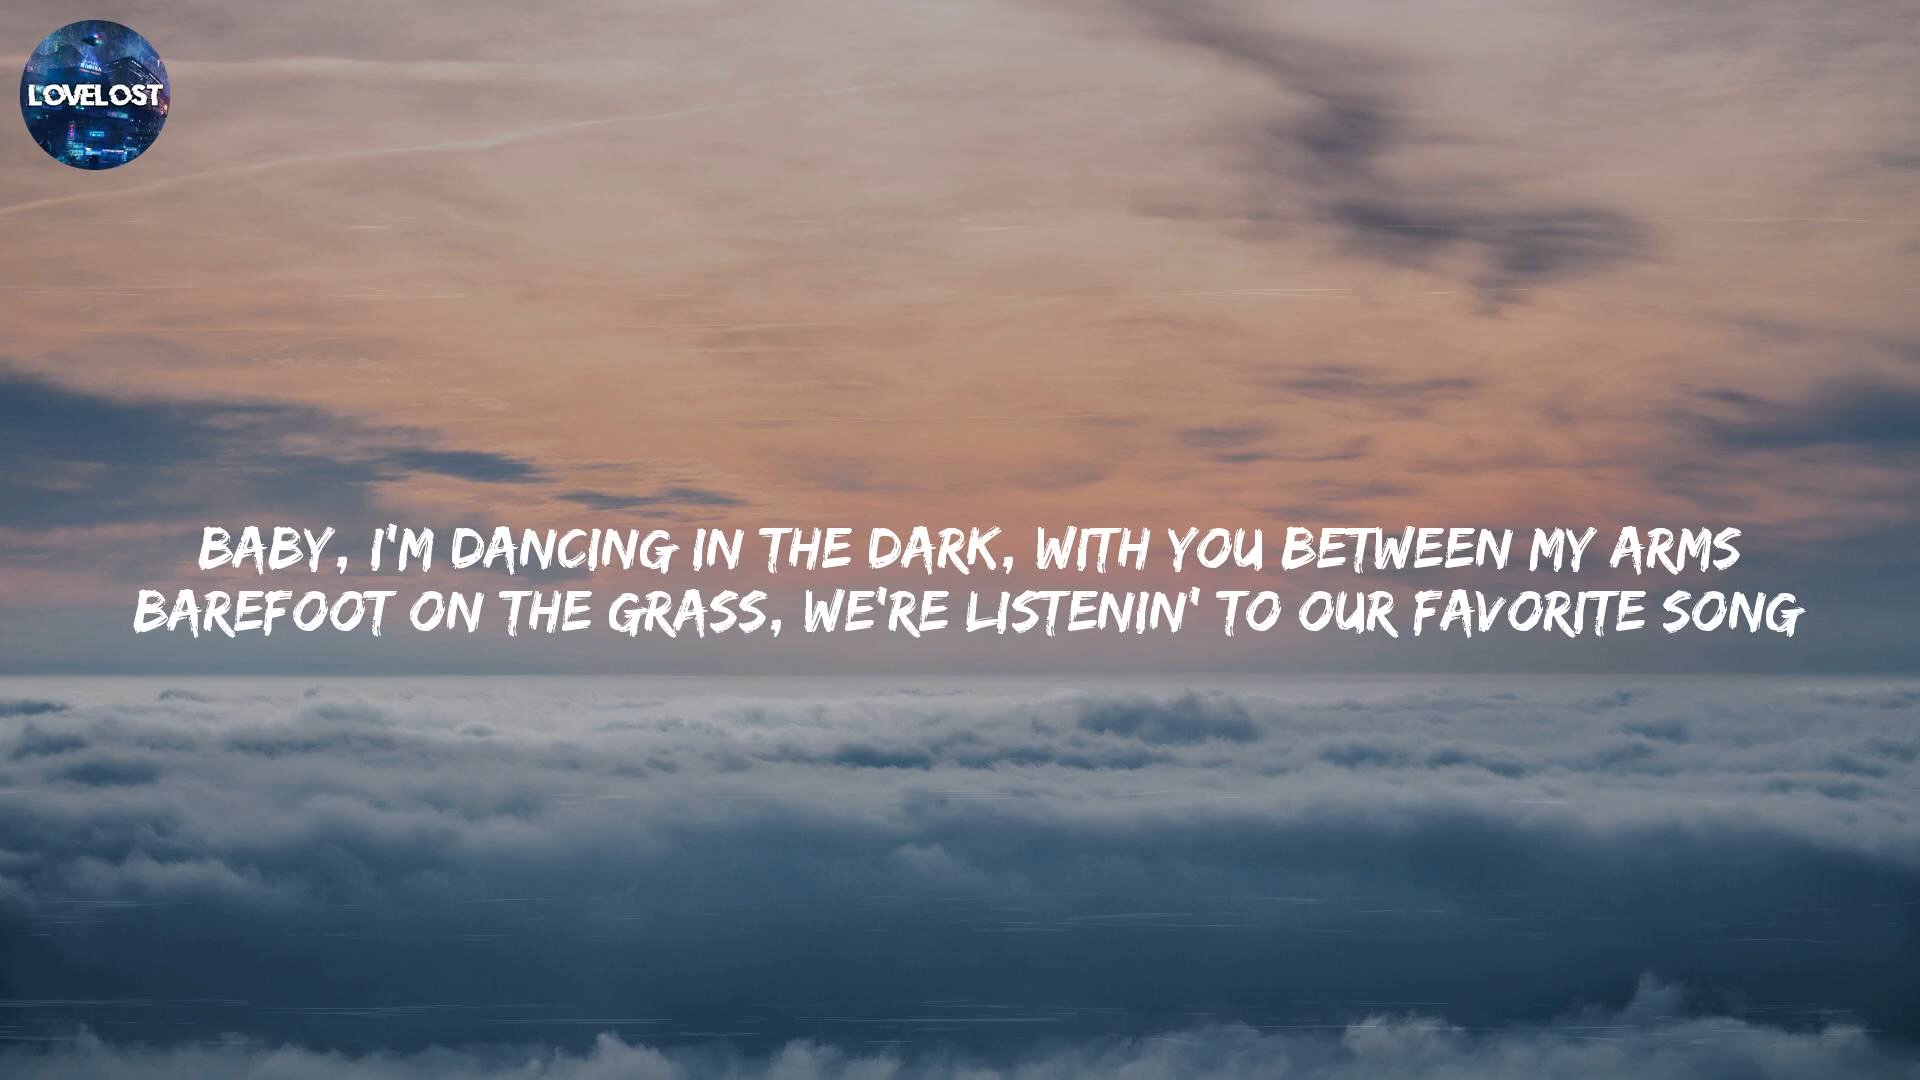 LOVELOST
BABY, I'M DANCING IN THE DARK, WITH YOU BETWEEN MY ARMS
BAREFOOT ON THE GRASS, WE'RE LISTENIN' TO OUR FAVORITE SONG